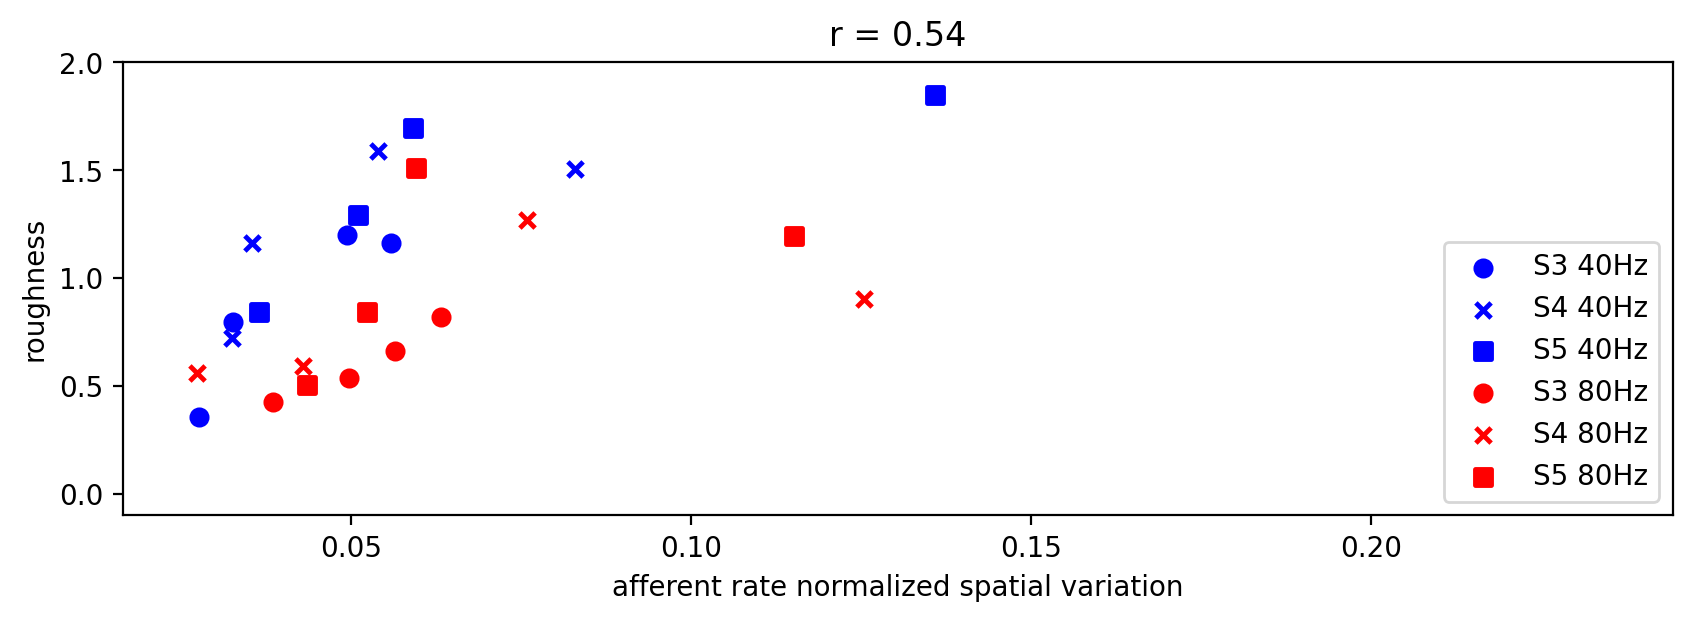 r = 0.54
2.0
1.5
1.0
0.5
0.0
roughness
S3 40Hz
S4 40Hz
S5 40Hz
S3 80Hz
S4 80Hz
S5 80Hz
0.05 0.10 0.15 0.20
afferent rate normalized spatial variation